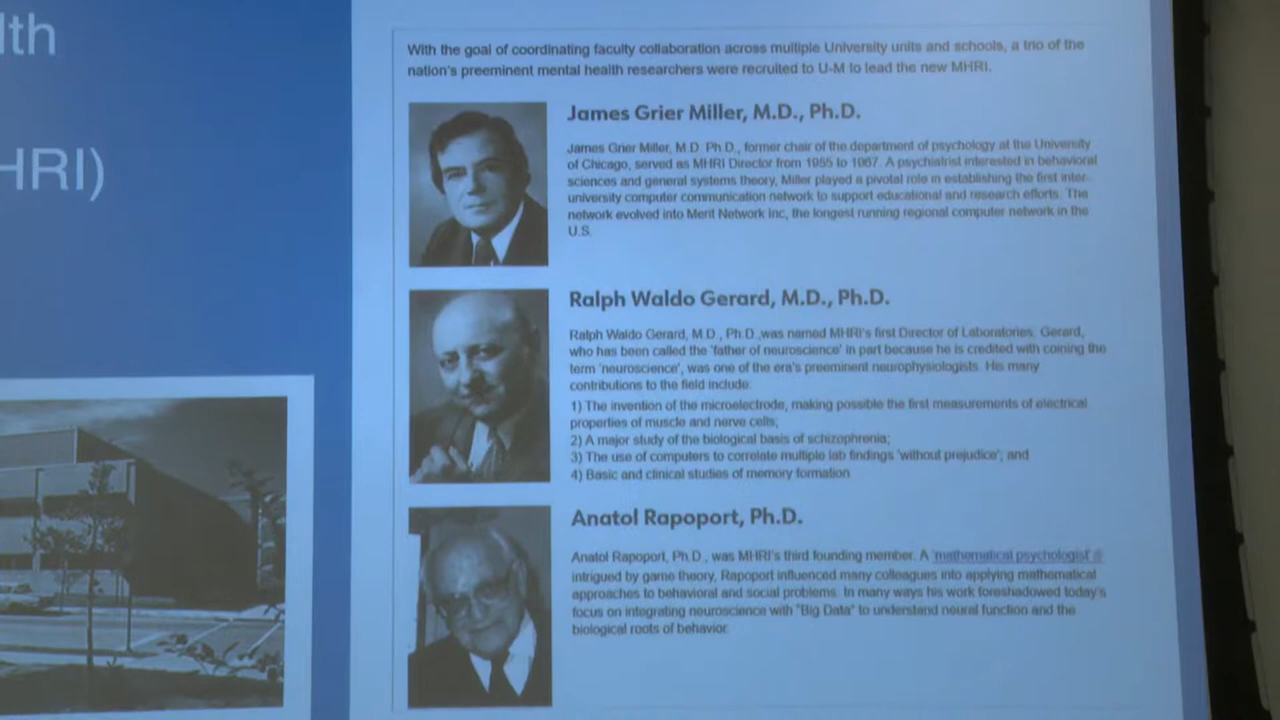 lth
HRI)
With the goal of coordinating faculty collaboration across multiple University units and schools, a trio of the
nation's preeminent mental health researchers were recruited to U-M to lead the new MHRI.
James Grier Miller, M.D., Ph.D.
James Grier Miller, M.D. Ph.D., former chair of the department of psychology at the University
of Chicago, served as MHRI Director from 1955 to 1967. A psychiatrist interested in behavioral
sciences and general systems theory, Miller played a pivotal role in establishing the first inter-
university computer communication network to support educational and research efforts. The
network evolved into Merit Network Inc, the longest running regional computer network in the
U.S.
Ralph Waldo Gerard, M.D., Ph.D.
Ralph Waldo Gerard, M.D., Ph.D.,was named MHRI's first Director of Laboratories. Gerard,
who has been called the 'father of neuroscience' in part because he is credited with coining the
term 'neuroscience', was one of the era's preeminent neurophysiologists. His many
contributions to the field include:
1) The invention of the microelectrode, making possible the first measurements of electrical
properties of muscle and nerve cells;
2) A major study of the biological basis of schizophrenia;
3) The use of computers to correlate multiple lab findings 'without prejudice'; and
4) Basic and clinical studies of memory formation
Anatol Rapoport, Ph.D.
Anatol Rapoport, Ph.D., was MHRI's third founding member. A 'mathematical psychologist'
intrigued by game theory, Rapoport influenced many colleagues into applying mathematical
approaches to behavioral and social problems. In many ways his work foreshadowed today's
focus on integrating neuroscience with "Big Data" to understand neural function and the
biological roots of behavior.